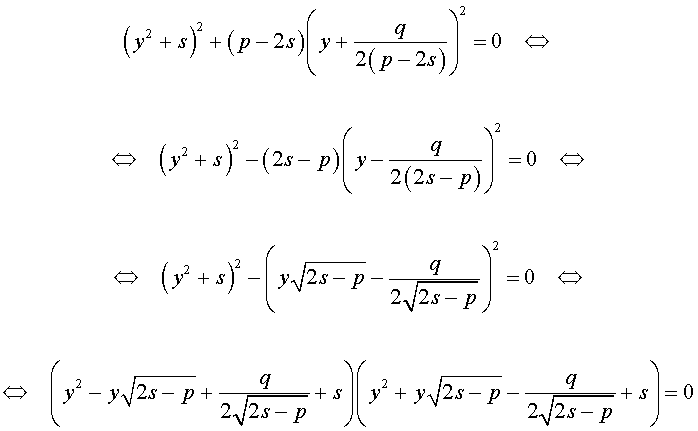 (y² + s)² + (p − 2s)(y + q/(2(p − 2s)))² = 0 ⇔
⇔ (y² + s)² − (2s − p)(y − q/(2(2s − p)))² = 0 ⇔
⇔ (y² + s)² − (y√(2s − p) − q/(2√(2s − p)))² = 0 ⇔
⇔ (y² − y√(2s − p) + q/(2√(2s − p)) + s)(y² + y√(2s − p) − q/(2√(2s − p)) + s) = 0